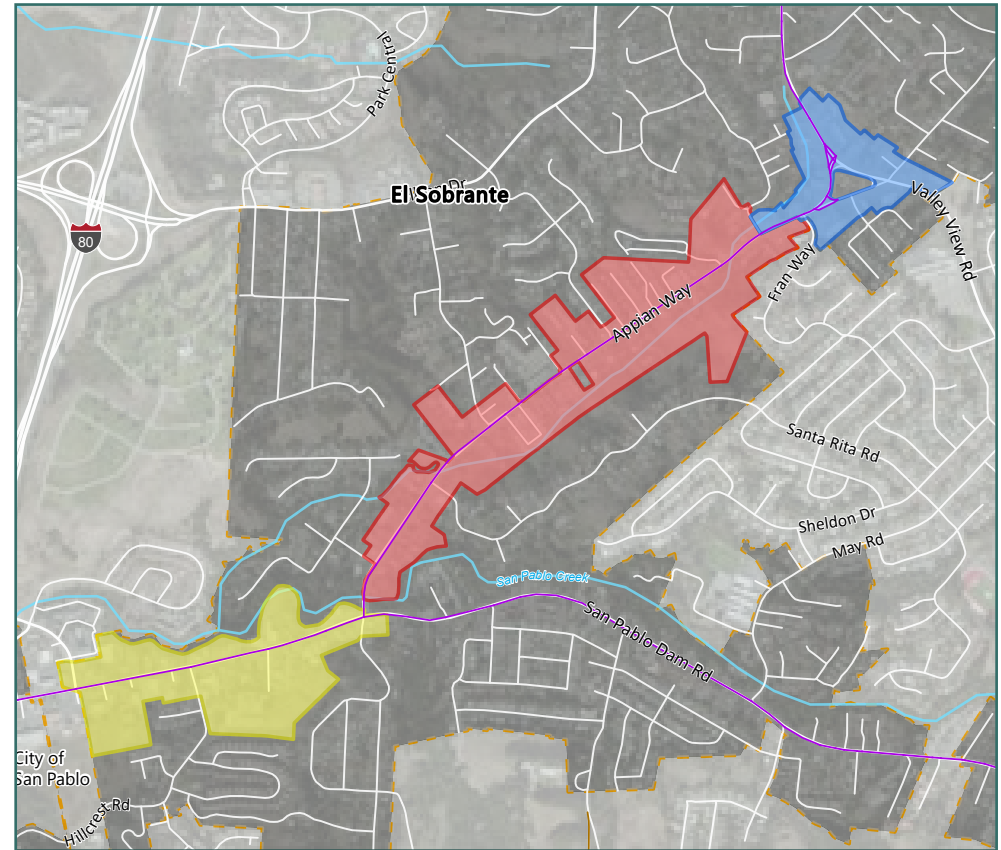 Park Central
El Sobrante
Dr
80
Valley View Rd
Fran Way
Appian Way
Santa Rita Rd
Sheldon Dr
May Rd
San Pablo Creek
San Pablo Dam Rd
City of
San Pablo
Hillcrest Rd